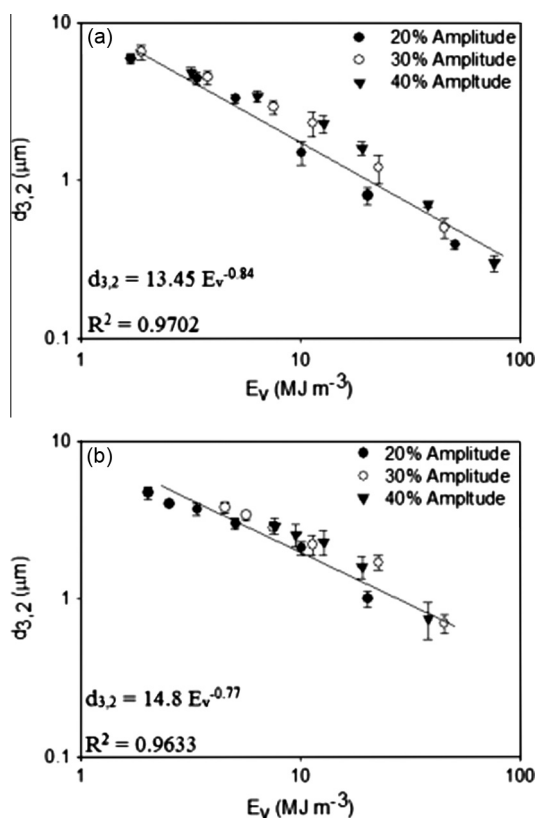 (a)
20% Amplitude
30% Amplitude
40% Ampltude
10
1
0.1
d3,2 (μm)
d3,2 = 13.45 Ev-0.84
R2 = 0.9702
1
10
100
Ev (MJ m-3)
(b)
20% Amplitude
30% Amplitude
40% Ampltude
10
1
0.1
d3,2 (μm)
d3,2 = 14.8 Ev-0.77
R2 = 0.9633
1
10
100
Ev (MJ m-3)